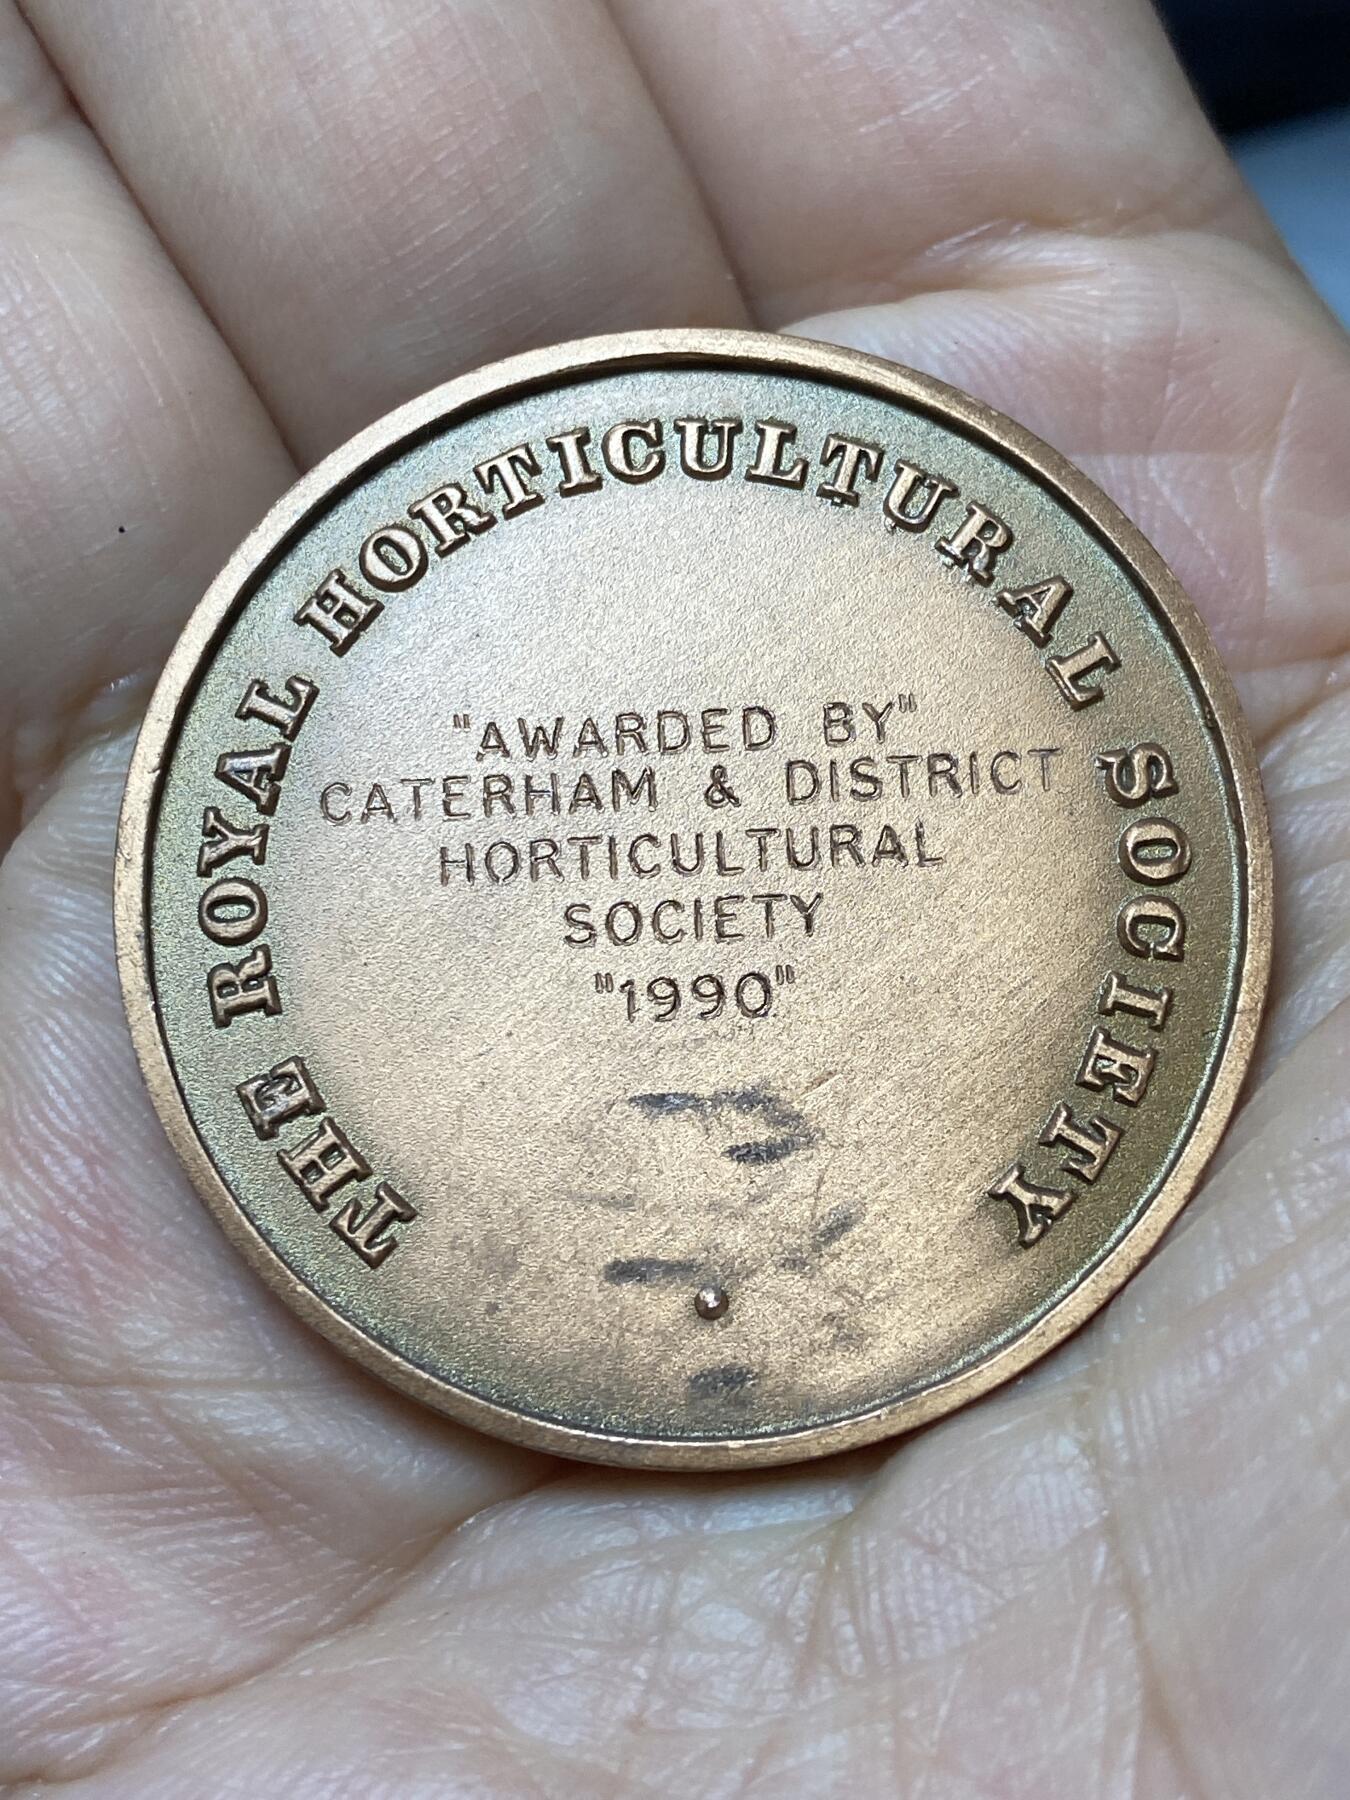 THE ROYAL HORTICULTURAL SOCIETY
"AWARDED BY"
CATERHAM & DISTRICT
HORTICULTURAL
SOCIETY
"1990"